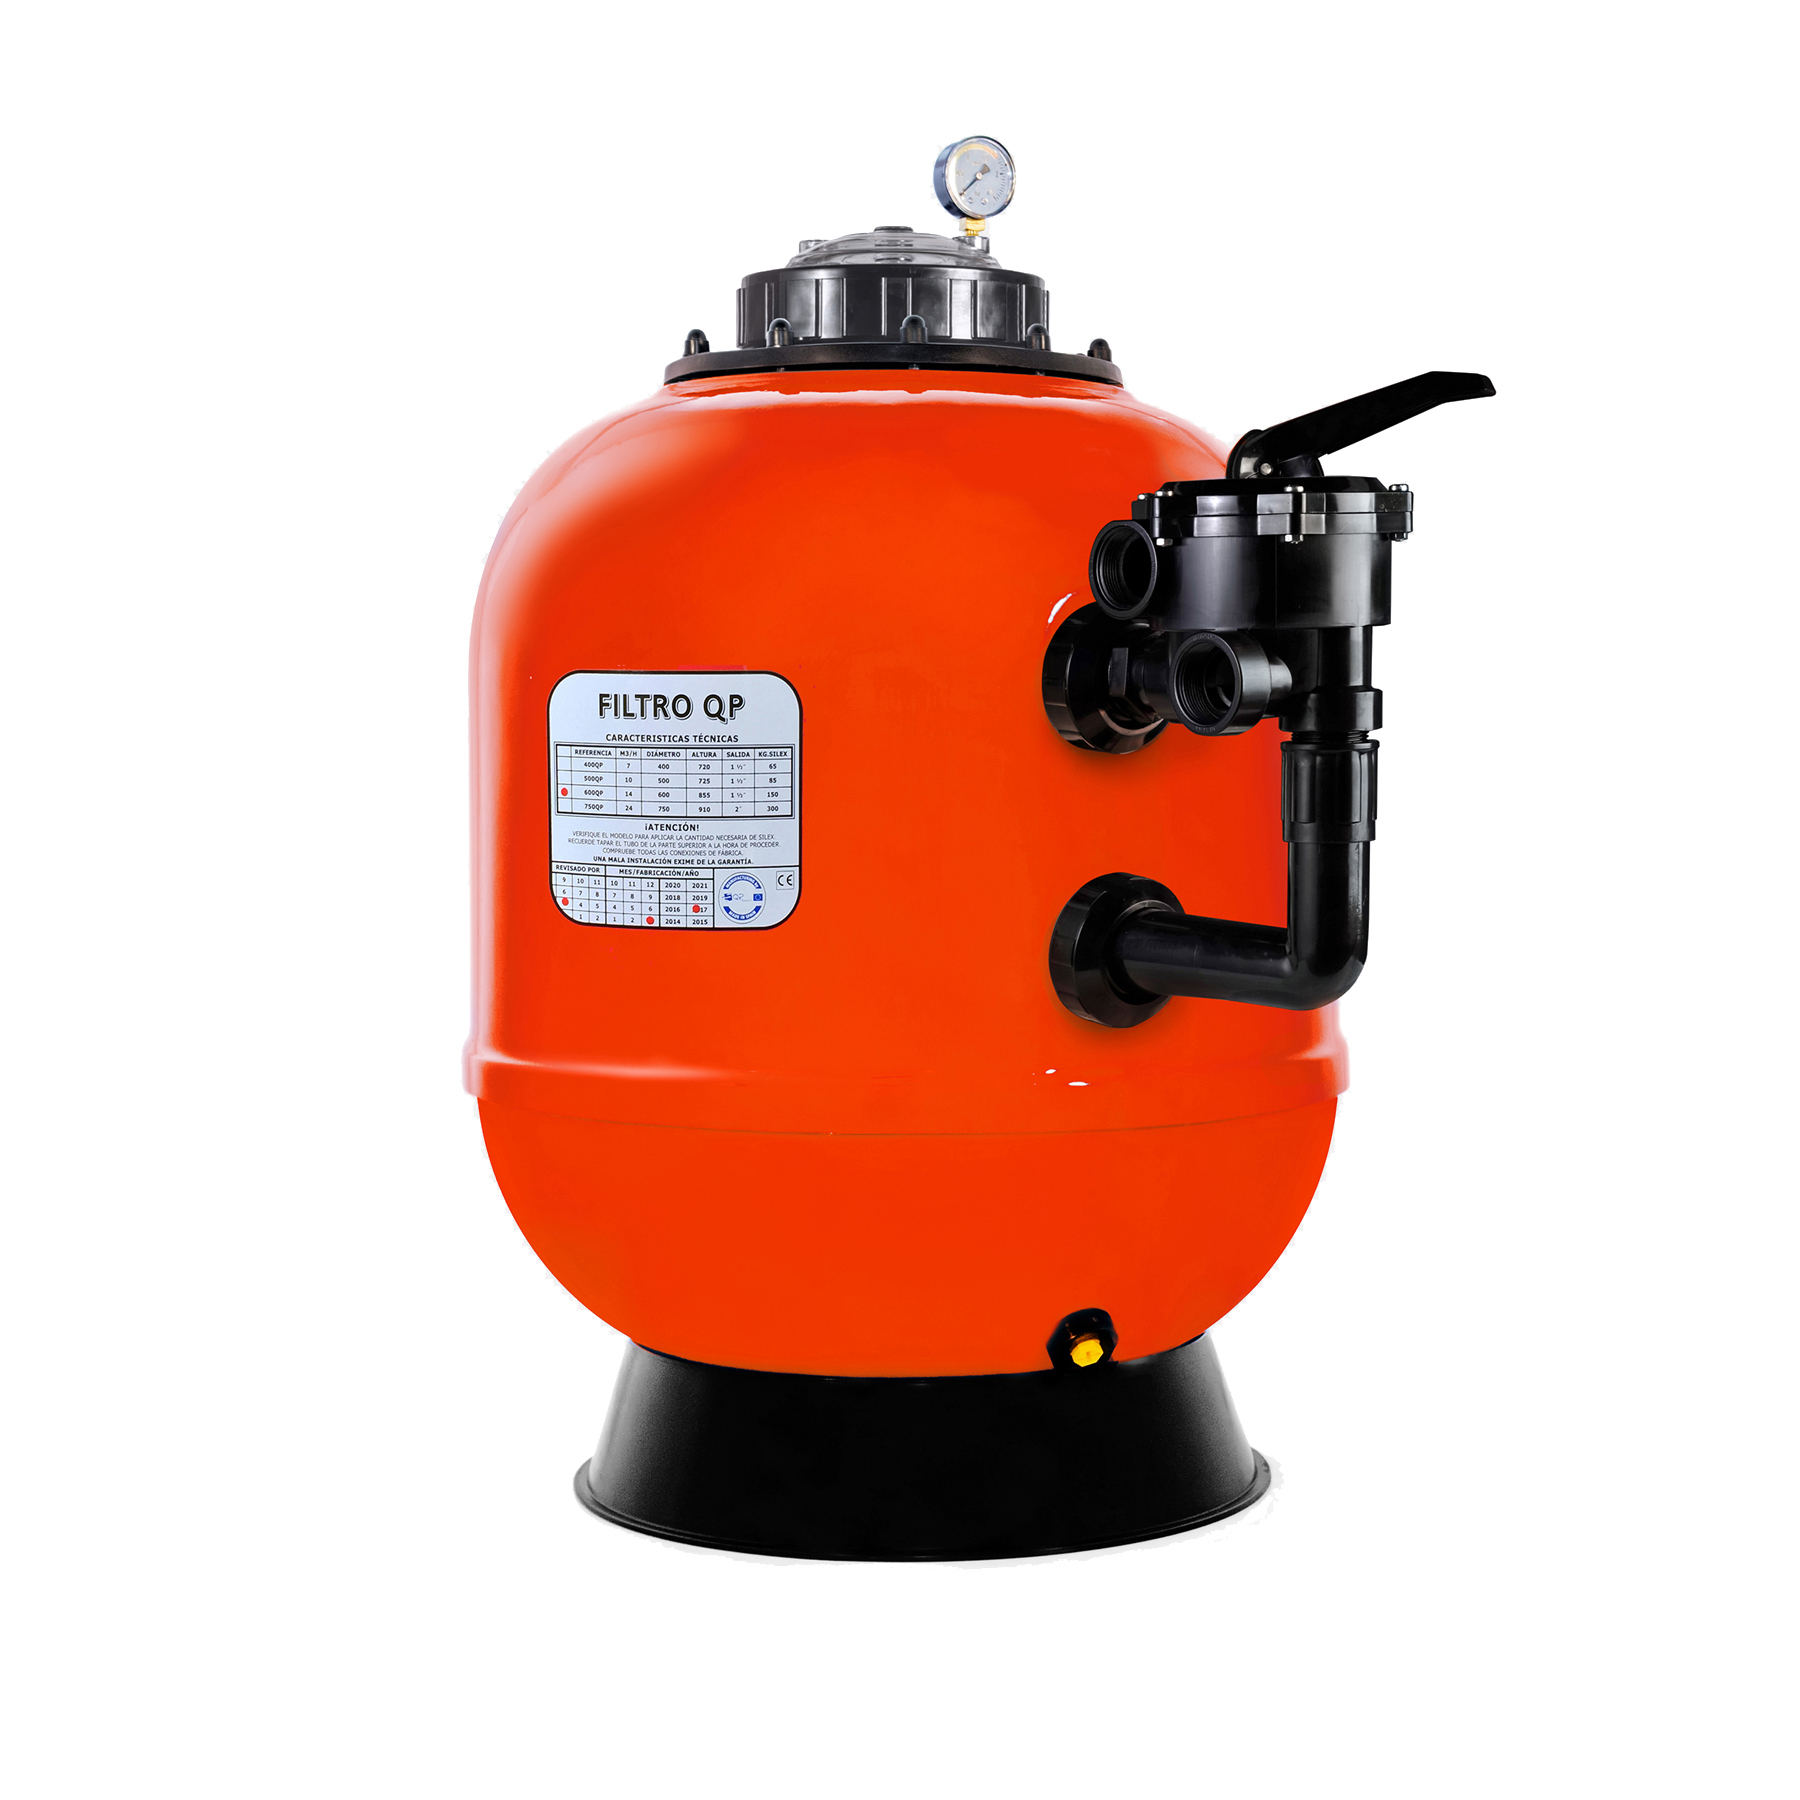 FILTRO QP
CARACTERISTICAS TÉCNICAS
REFERENCIA M3/H DIÁMETRO ALTURA SALIDA KG.SILEX
400QP 7 400 720 1 ½" 65
500QP 10 500 725 1 ½" 85
600QP 14 600 855 1 ½" 150
750QP 24 750 910 2" 300
¡ATENCIÓN!
VERIFIQUE EL MODELO PARA APLICAR LA CANTIDAD NECESARIA DE SILEX.
RECUERDE TAPAR EL TUBO DE LA PARTE SUPERIOR A LA HORA DE PROCEDER.
COMPRUEBE TODAS LAS CONEXIONES DE FÁBRICA.
UNA MALA INSTALACIÓN EXIME DE LA GARANTÍA.
REVISADO POR MES/FABRICACIÓN/AÑO
9 10 11 10 11 12 2020 2021
6 7 8 7 8 9 2018 2019
4 5 4 5 6 2016 17
1 2 1 2 2014 2015
QP
CE